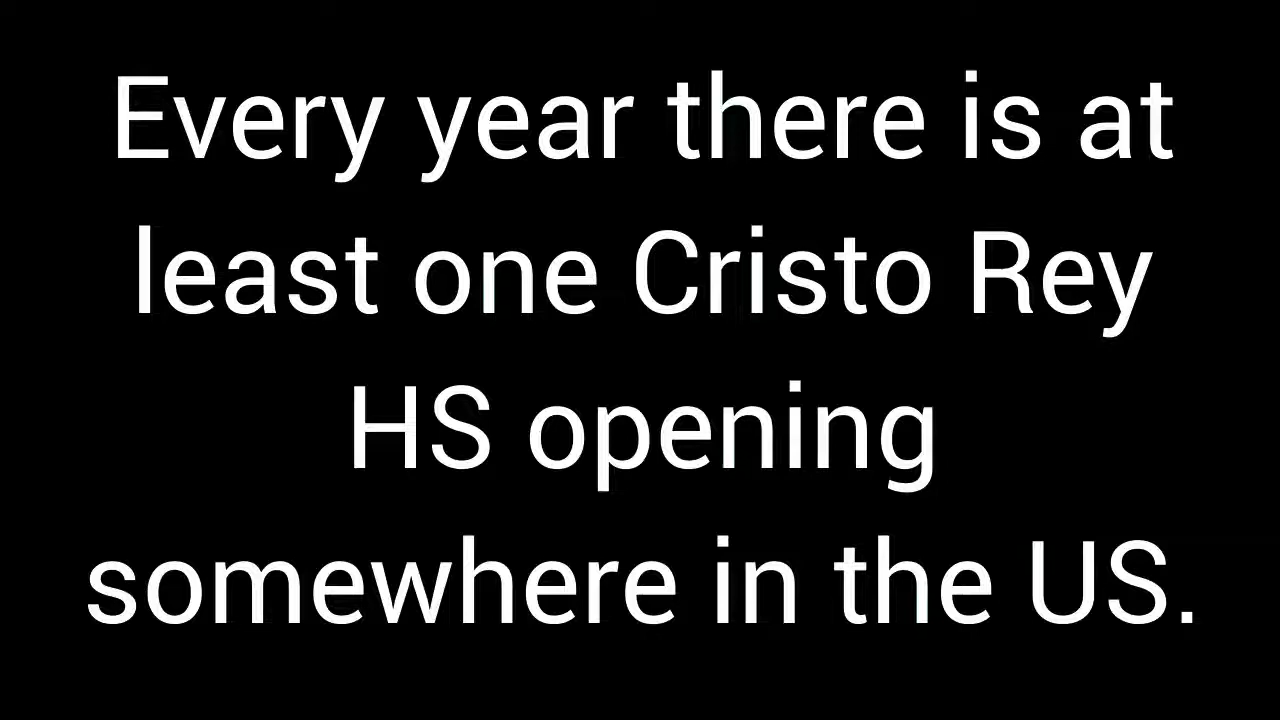 Every year there is at
least one Cristo Rey
HS opening
somewhere in the US.